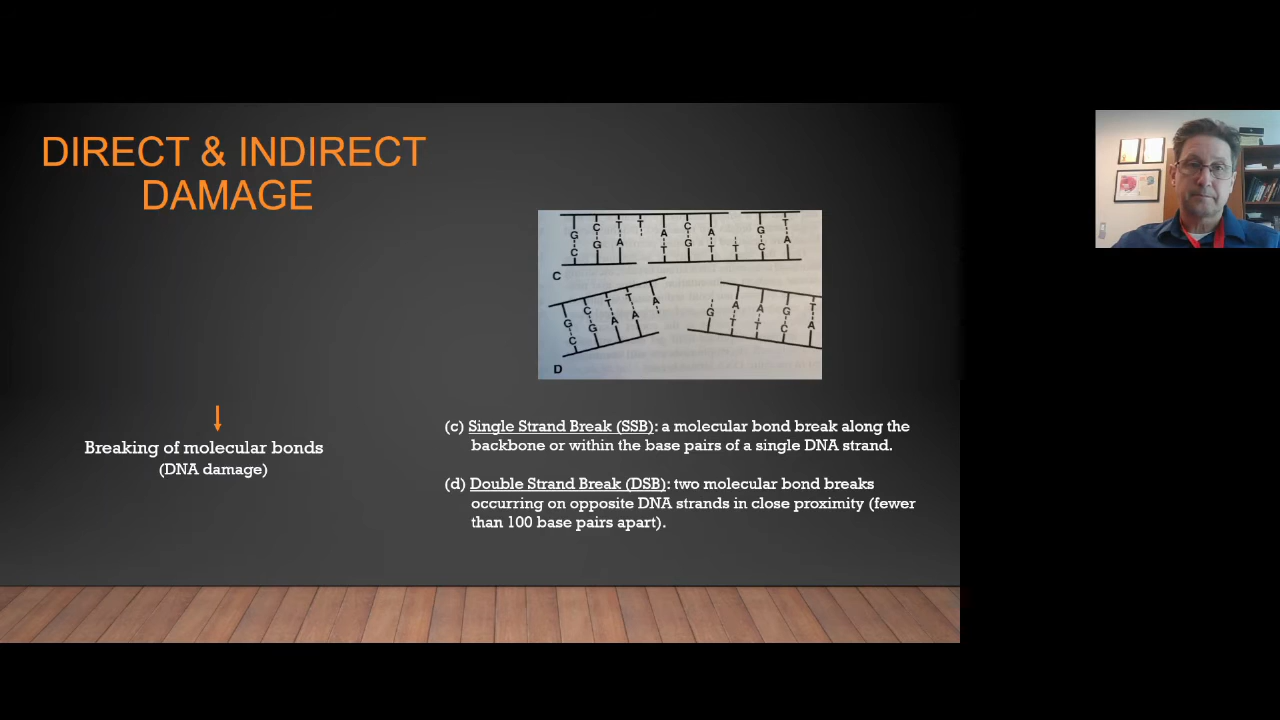 DIRECT & INDIRECT
DAMAGE
G C T T A C A T G T
C G A T G T C A
C
G C T T A G A A G T
C G A A T T C A
D
Breaking of molecular bonds
(DNA damage)
(c) Single Strand Break (SSB): a molecular bond break along the
backbone or within the base pairs of a single DNA strand.
(d) Double Strand Break (DSB): two molecular bond breaks
occurring on opposite DNA strands in close proximity (fewer
than 100 base pairs apart).